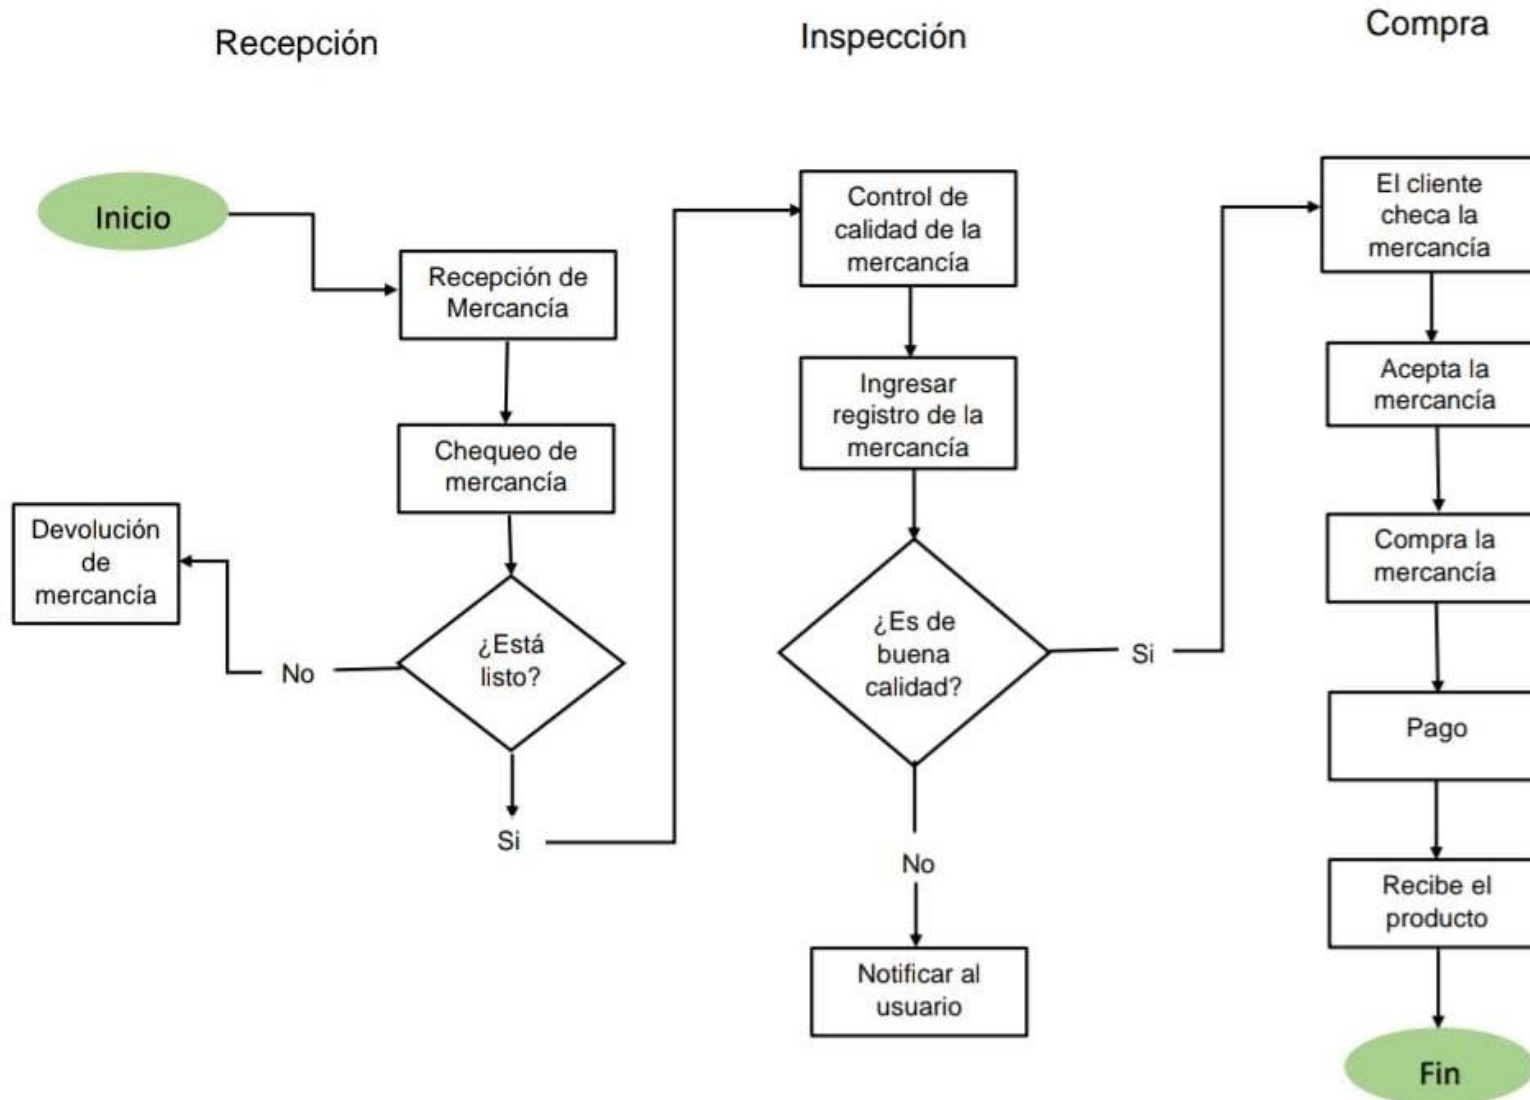 Recepción
Inspección
Compra
Inicio
Recepción de
Mercancía
Chequeo de
mercancía
Devolución
de
mercancía
¿Está
listo?
No
Si
Control de
calidad de la
mercancía
Ingresar
registro de la
mercancía
¿Es de
buena
calidad?
Si
No
Notificar al
usuario
El cliente
checa la
mercancía
Acepta la
mercancía
Compra la
mercancía
Pago
Recibe el
producto
Fin